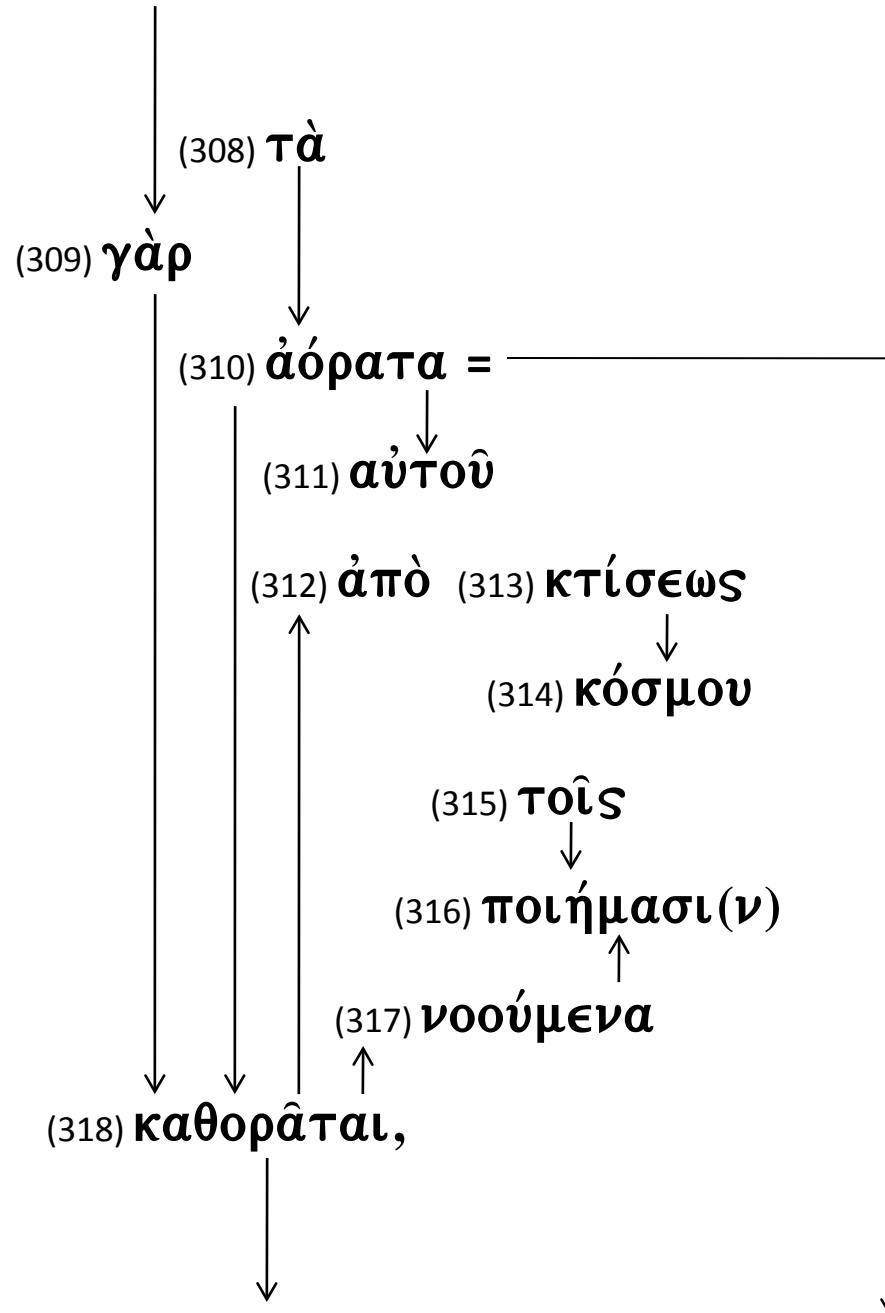 (308) τὰ
(309) γὰρ
(310) ἀόρατα =
(311) αὐτοῦ
(312) ἀπὸ (313) κτίσεως
(314) κόσμου
(315) τοῖς
(316) ποιήμασι(ν)
(317) νοούμενα
(318) καθορᾶται,